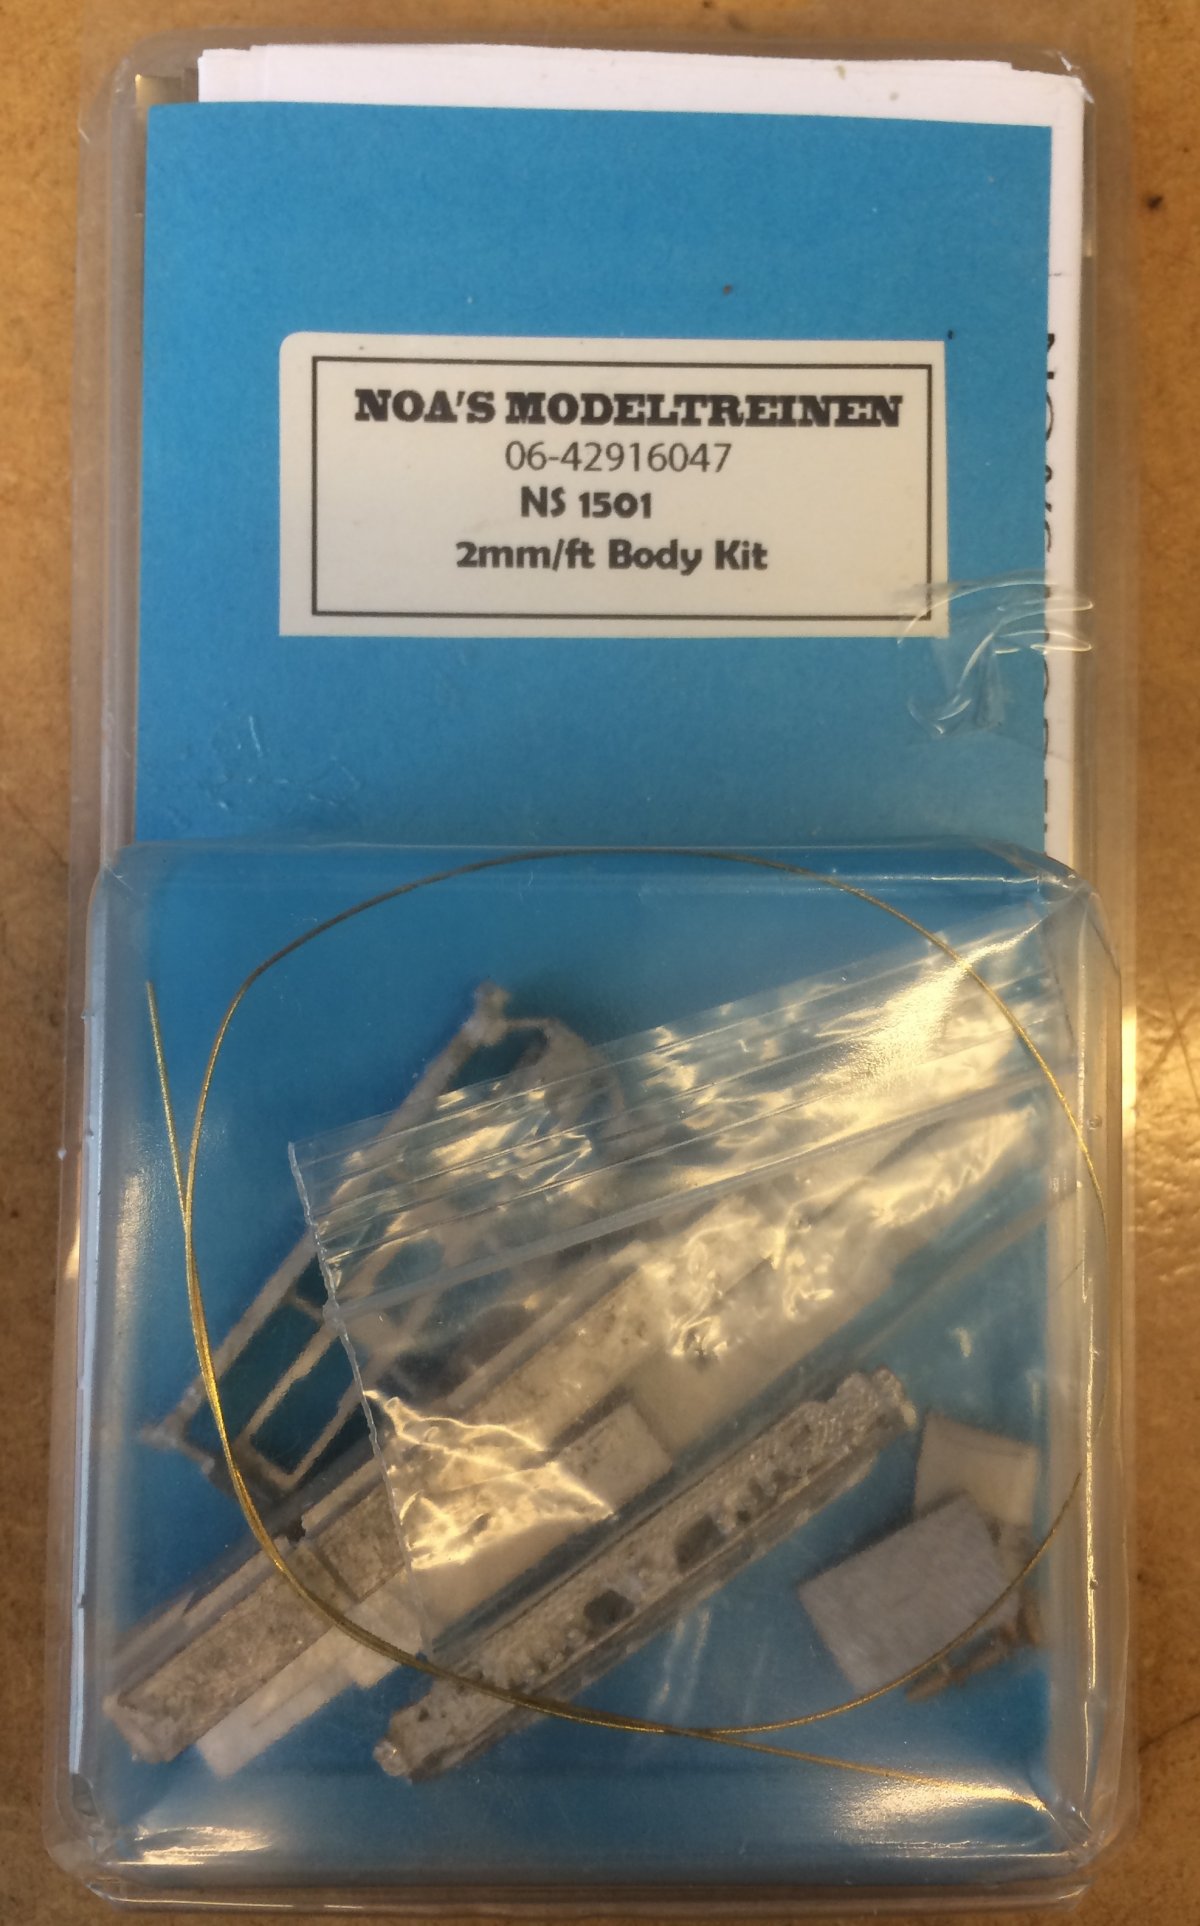 NOA'S MODELTREINEN
06-42916047
NS 1501
2mm/ft Body Kit